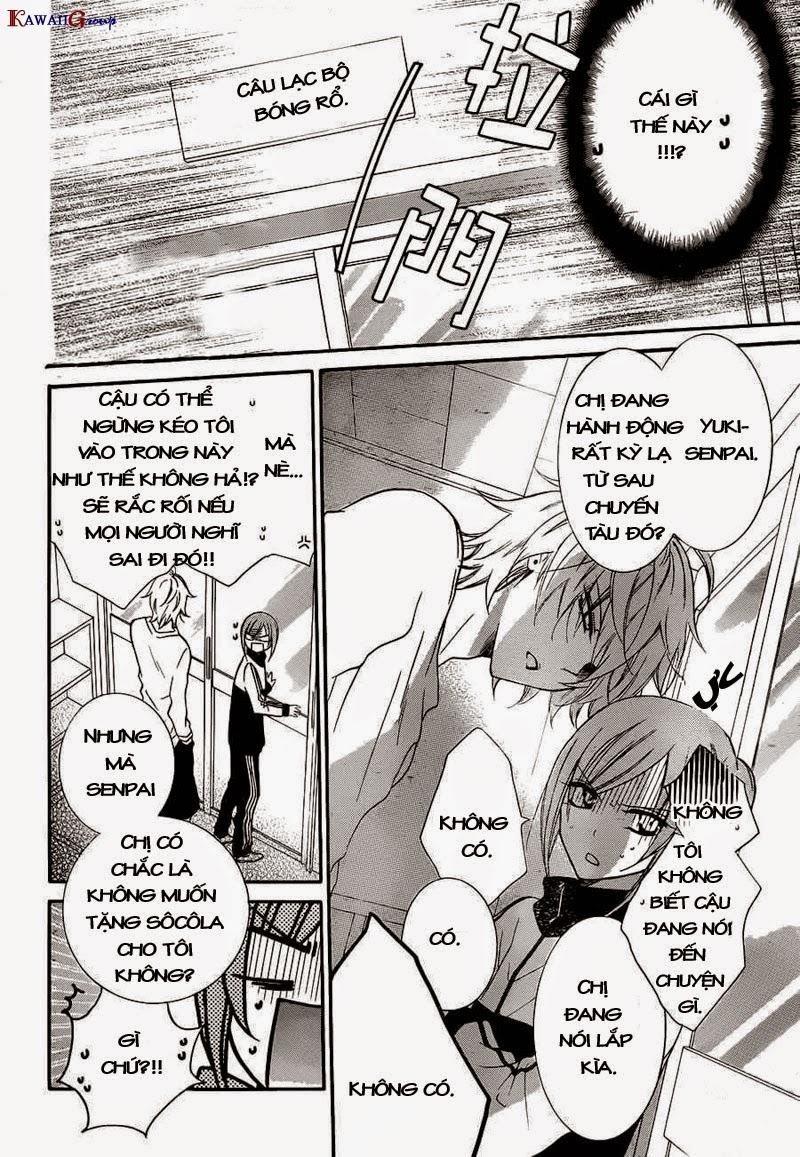 KAWAIIGroup
CÁI GÌ
THẾ NÀY
!!!?
拉
門
CÂU LẠC BỘ
BÓNG RỔ.
YUKI-
SENPAI.
CHỊ ĐANG
HÀNH ĐỘNG
RẤT KỲ LẠ
TỪ SAU
CHUYẾN
TÀU ĐÓ?
ỰC
KHÔNG
TÔI
KHÔNG
BIẾT CẬU
ĐANG NÓI
ĐẾN
CHUYỆN
GÌ.
KHÔNG
CÓ.
CHỊ
ĐANG
NÓI LẮP
KÌA.
CÓ.
KHÔNG CÓ.
MÀ
NÈ...
CẬU CÓ THỂ
NGỪNG KÉO TÔI
VÀO TRONG NÀY
NHƯ THẾ KHÔNG HẢ!?
SẼ RẮC RỐI NẾU
MỌI NGƯỜI NGHĨ
SAI ĐI ĐÓ!!
NHƯNG
MÀ
SENPAI
CHỊ CÓ
CHẮC LÀ
KHÔNG MUỐN
TẶNG SÔCÔLA
CHO TÔI
KHÔNG?
GÌ
CHỨ?!!